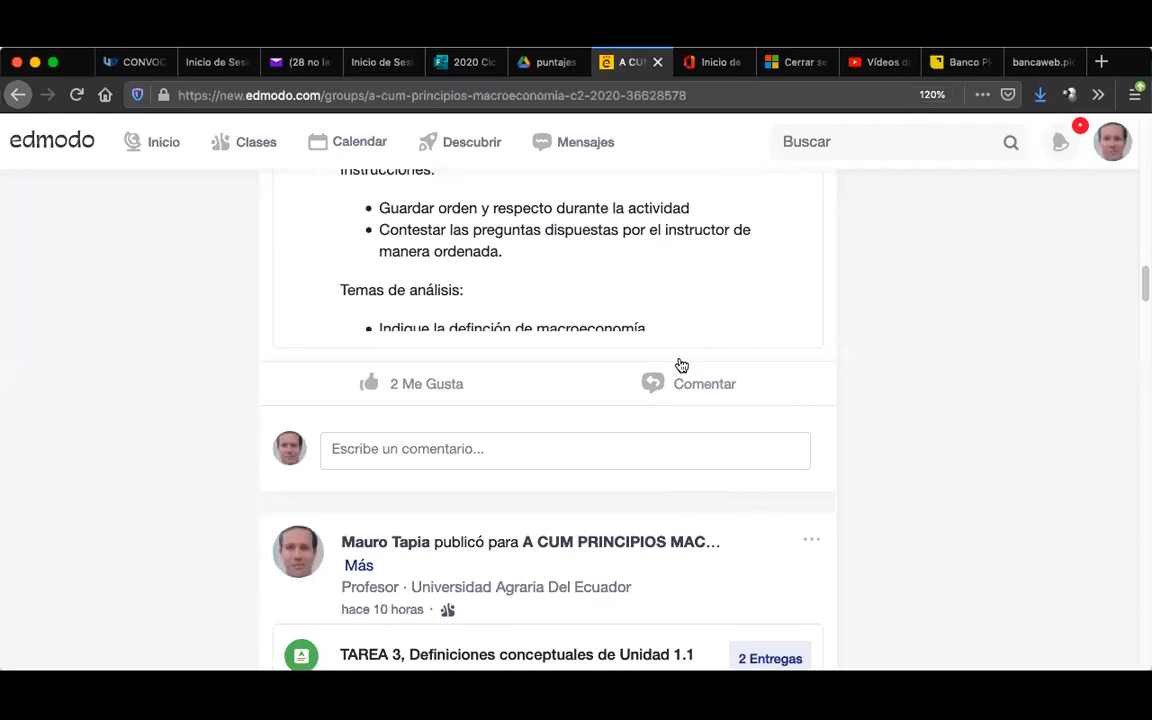 CONVOC
Inicio de Sesi
(28 no le
Inicio de Sesi
2020 Cic
puntajes
A CU
Inicio de
Cerrar se
Vídeos d
Banco Pi
bancaweb.pic
https://new.edmodo.com/groups/a-cum-principios-macroeconomia-c2-2020-36628578
120%
edmodo
Inicio
Clases
Calendar
Descubrir
Mensajes
Buscar
Instrucciones:
Guardar orden y respecto durante la actividad
Contestar las preguntas dispuestas por el instructor de
manera ordenada.
Temas de análisis:
Indique la definción de macroeconomía
2 Me Gusta
Comentar
Escribe un comentario...
Mauro Tapia publicó para A CUM PRINCIPIOS MAC...
Más
Profesor · Universidad Agraria Del Ecuador
hace 10 horas ·
TAREA 3, Definiciones conceptuales de Unidad 1.1
2 Entregas